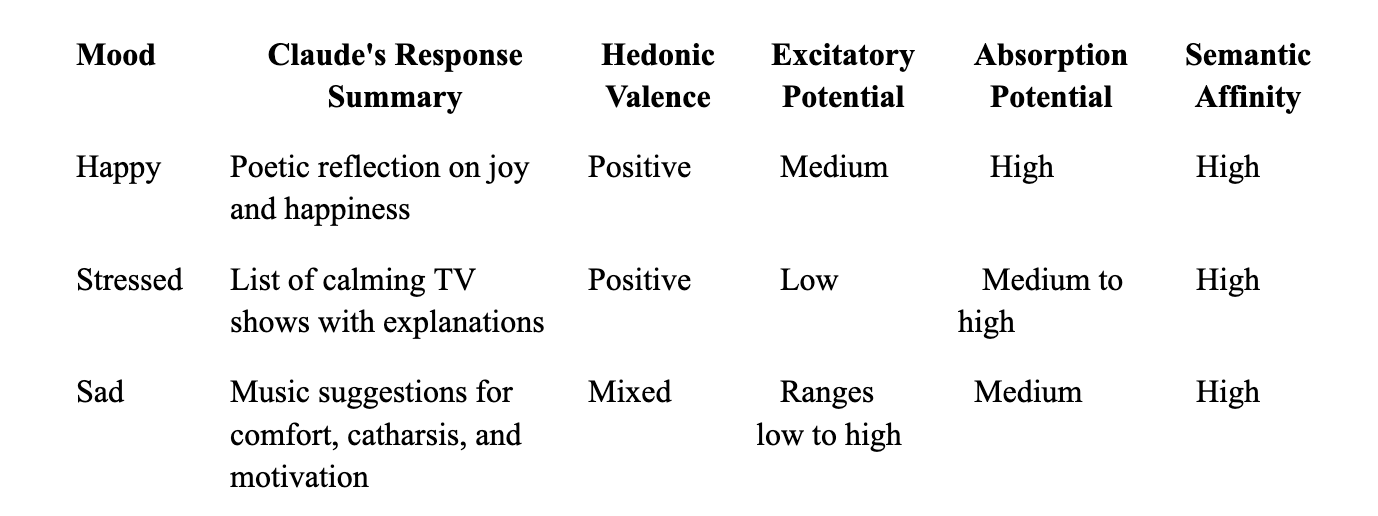 Mood Claude's Response Hedonic Excitatory Absorption Semantic
Summary Valence Potential Potential Affinity
Happy Poetic reflection on joy Positive Medium High High
and happiness
Stressed List of calming TV Positive Low Medium to High
shows with explanations high
Sad Music suggestions for Mixed Ranges Medium High
comfort, catharsis, and low to high
motivation